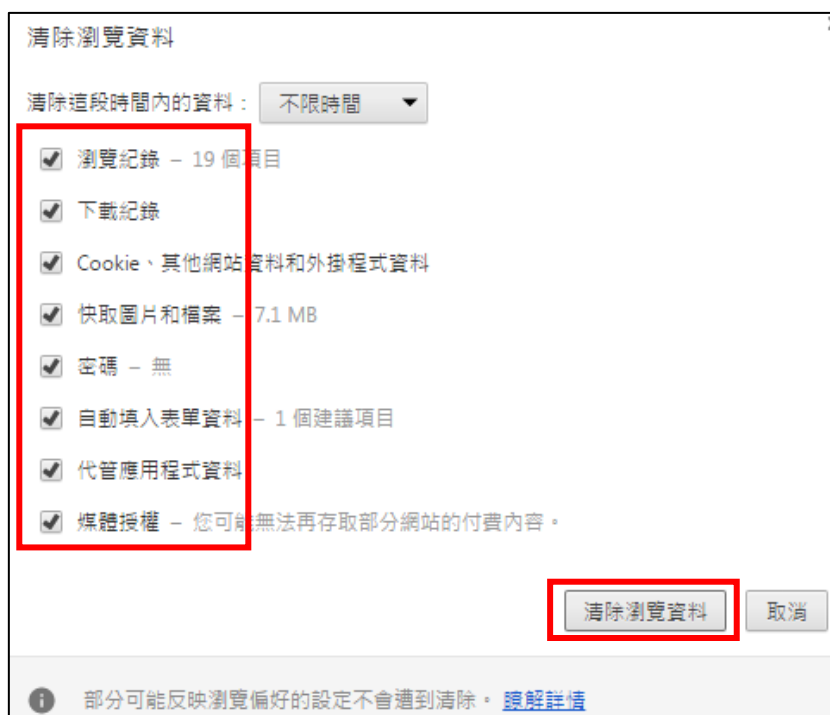 清除瀏覽資料
清除這段時間內的資料： 不限時間
瀏覽紀錄 – 19 個項目
下載紀錄
Cookie、其他網站資料和外掛程式資料
快取圖片和檔案 – 7.1 MB
密碼 – 無
自動填入表單資料 – 1 個建議項目
代管應用程式資料
媒體授權 – 您可能無法再存取部分網站的付費內容。
清除瀏覽資料 取消
部分可能反映瀏覽偏好的設定不會遭到清除。 瞭解詳情